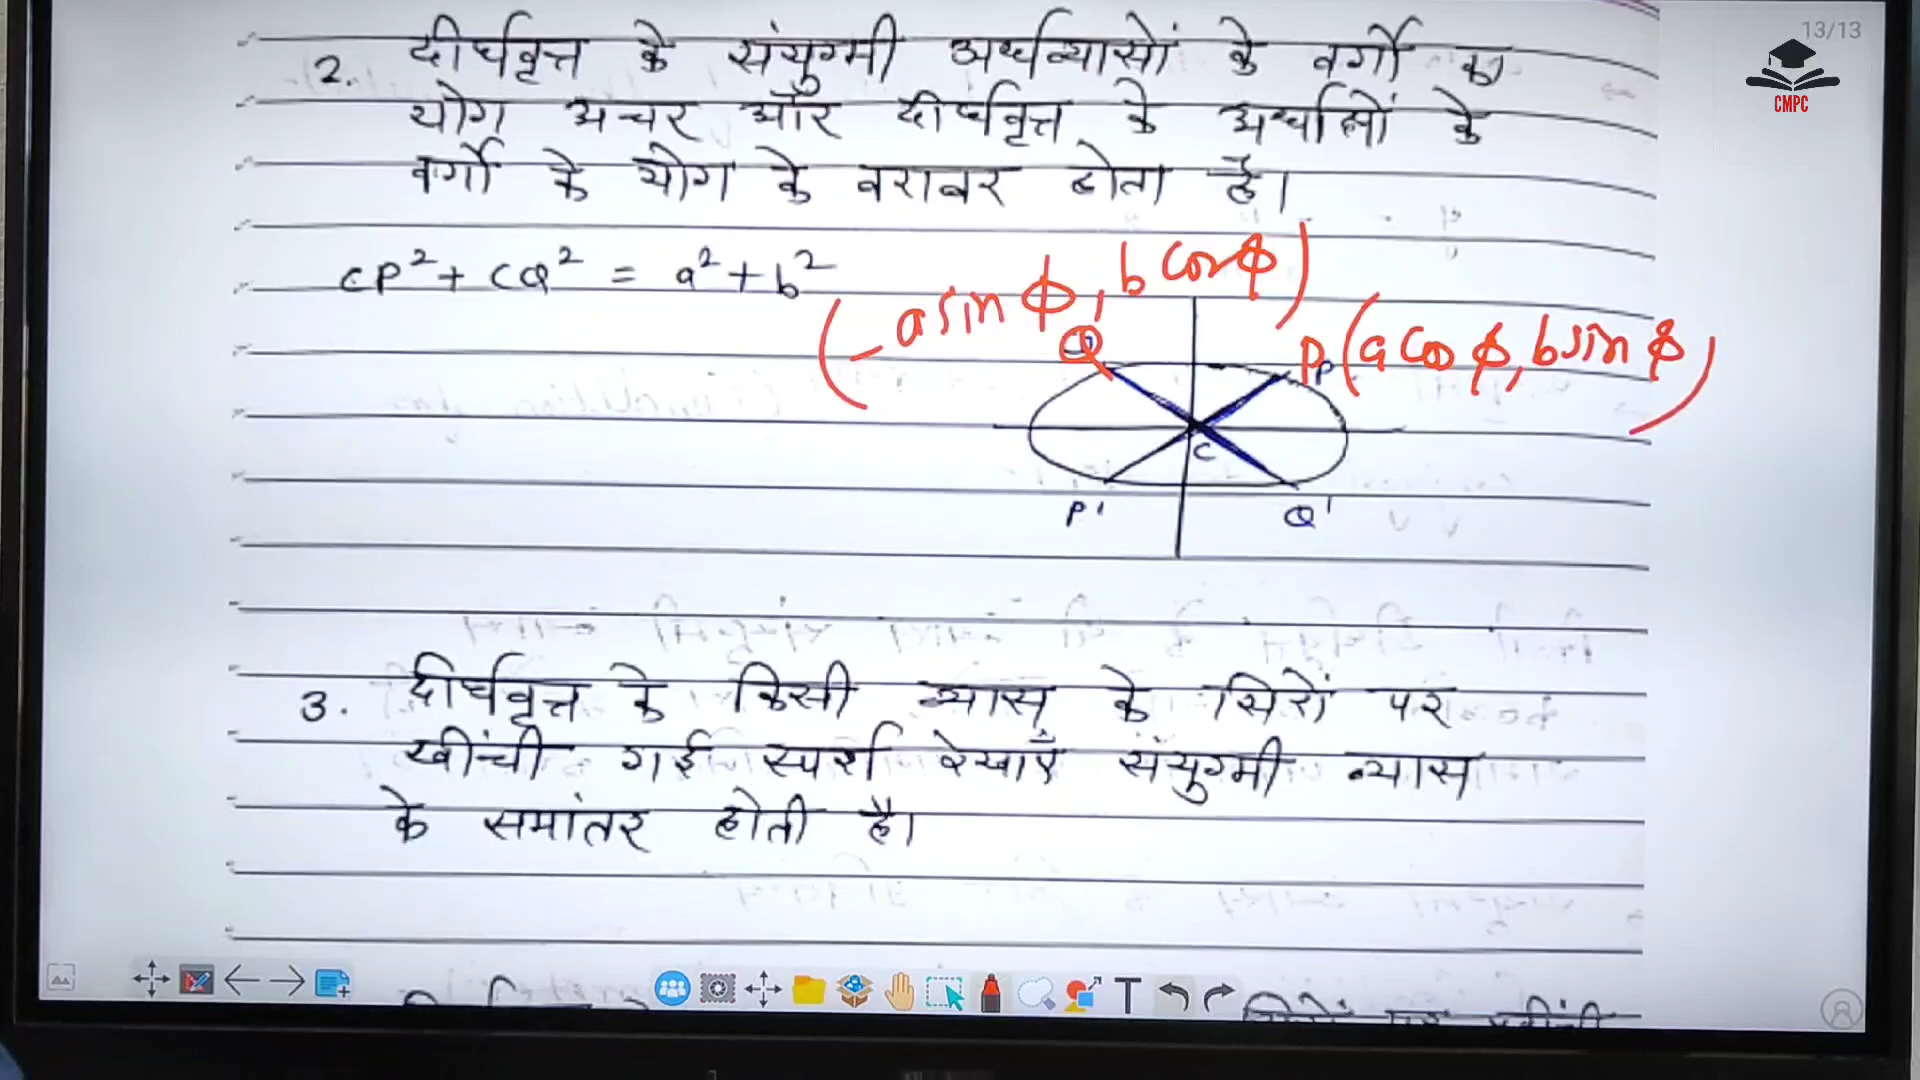 13/13
CMPC
2. दीर्घवृत्त के संयुग्मी अर्धव्यासों के वर्गों का
योग अचर और दीर्घवृत्त के अर्धाक्षों के
वर्गों के योग के बराबर होता है।
CP² + CQ² = a² + b²
(-a sin ϕ, b cos ϕ)
Q
P P (a cos ϕ, b sin ϕ)
C
P' Q'
3. दीर्घवृत्त के किसी व्यास के सिरों पर
खींची गई स्पर्श रेखाएँ संयुग्मी व्यास
के समांतर होती है।